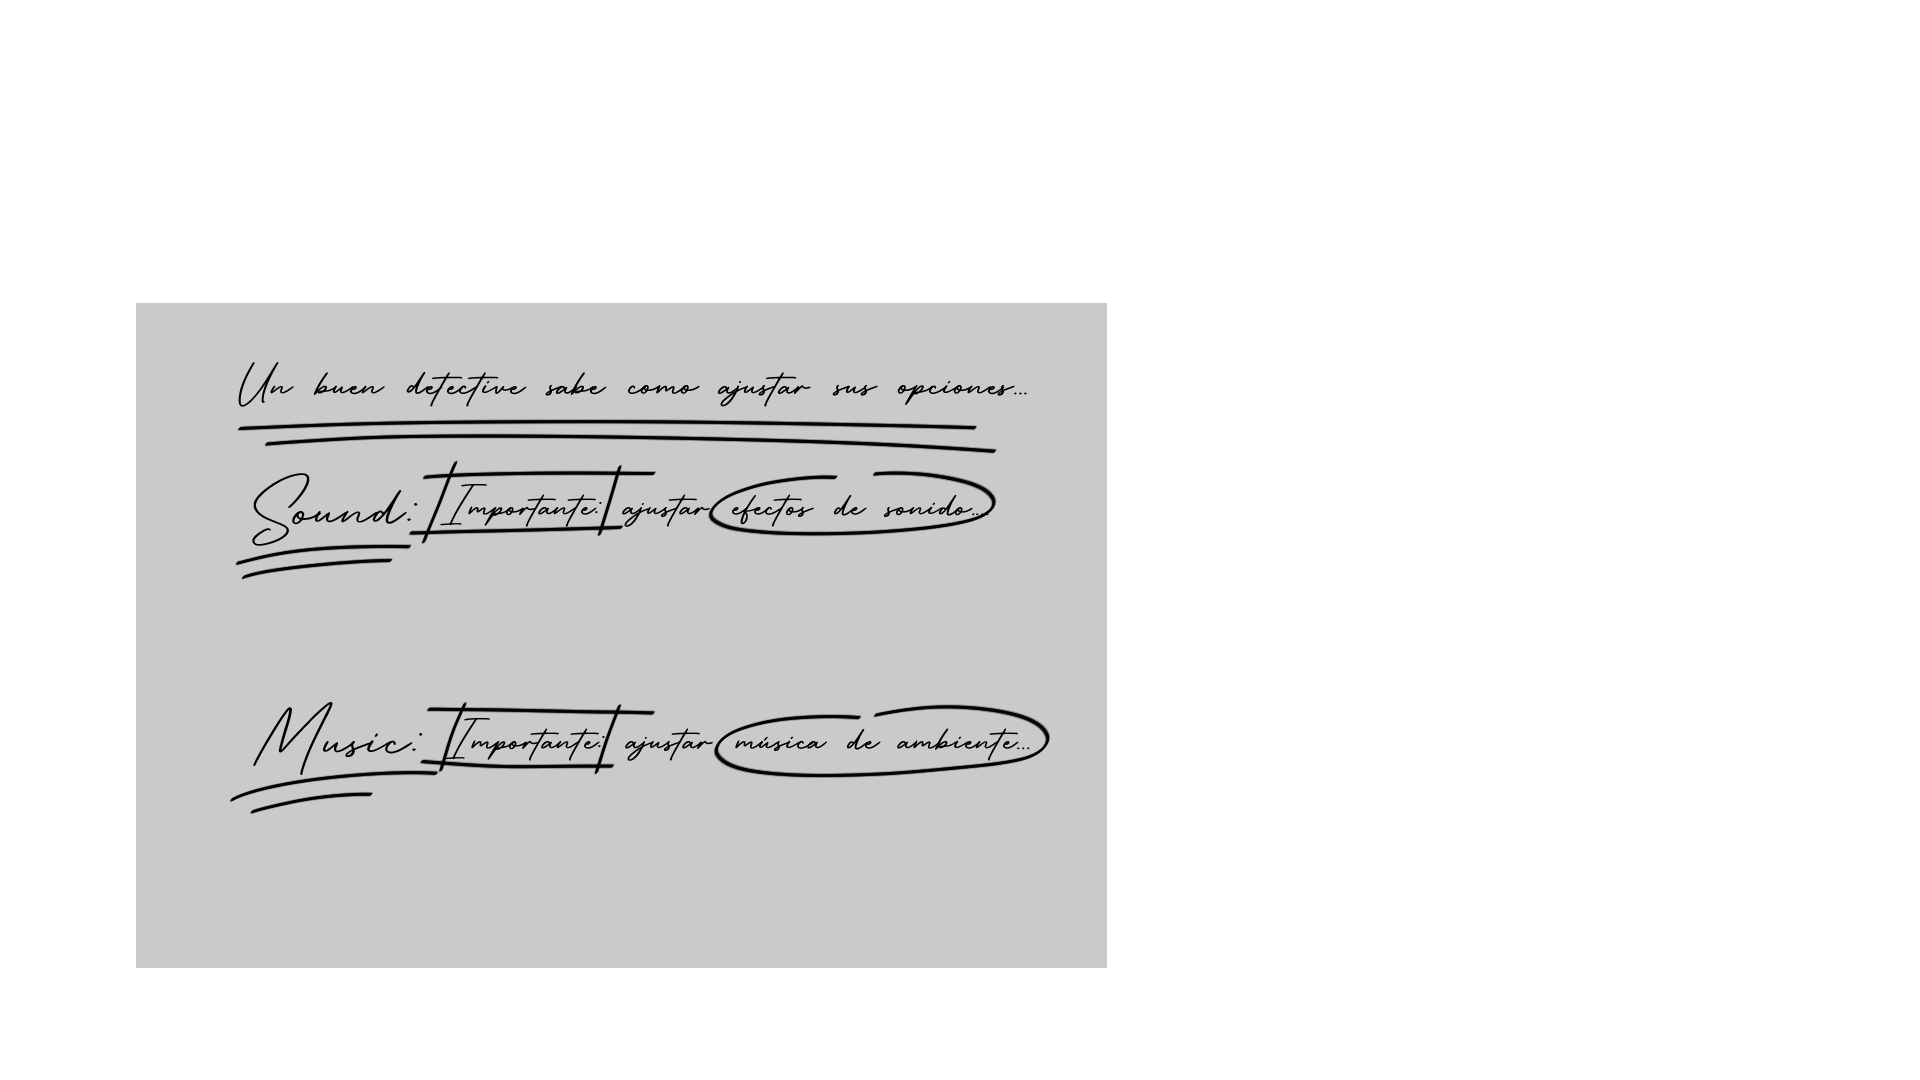 Un buen detective sabe como ajustar sus opciones...
Sound: Importante: ajustar efectos de sonido...
Music: Importante: ajustar música de ambiente...